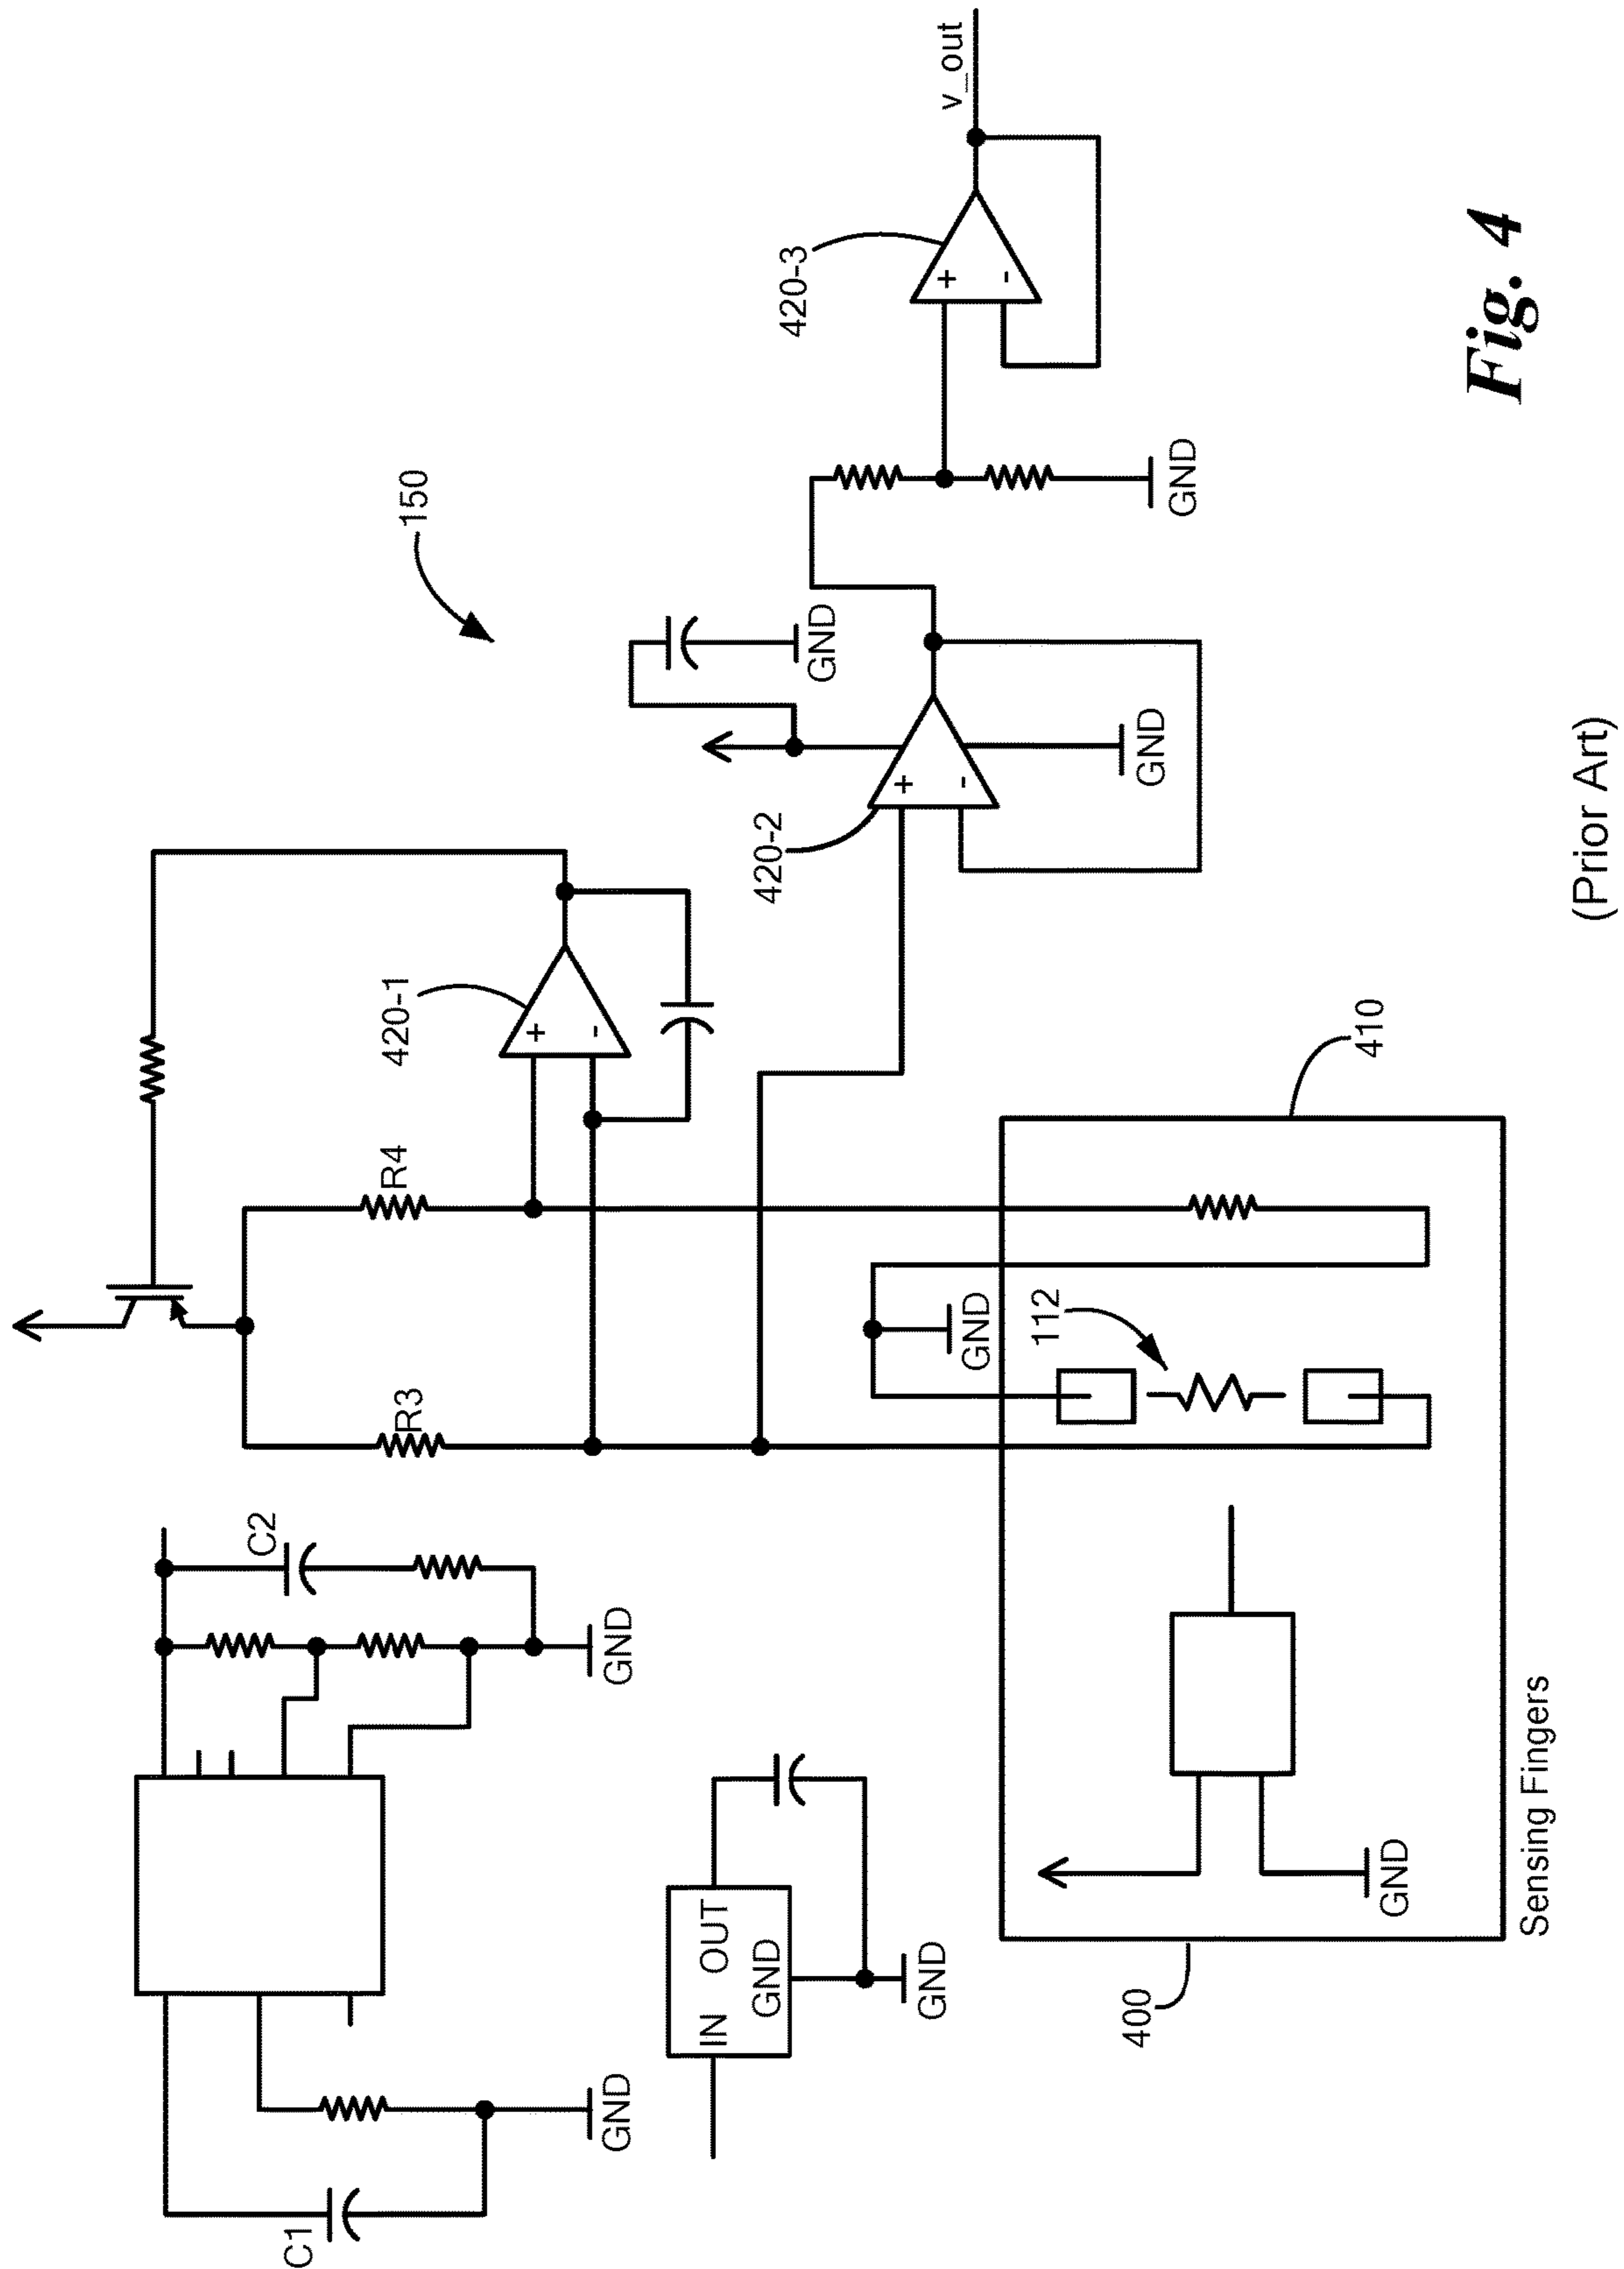 C1
GND
C2
GND
IN OUT
GND
GND
R3
R4
420-1
+
-
150
GND
420-2
+
-
GND
GND
420-3
+
-
v_out
400
GND
GND
112
410
Sensing Fingers
(Prior Art)
Fig. 4